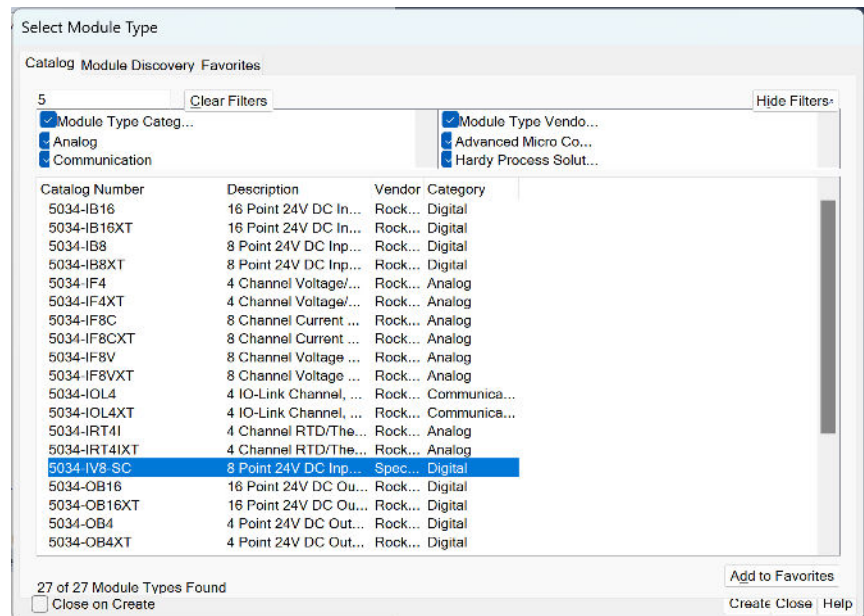 Select Module Type
Catalog Module Discovery Favorites
5 Clear Filters Hide Filters
Module Type Categ... Module Type Vendo...
Analog Advanced Micro Co...
Communication Hardy Process Solut...
Catalog Number Description Vendor Category
5034-IB16 16 Point 24V DC In... Rock... Digital
5034-IB16XT 16 Point 24V DC In... Rock... Digital
5034-IB8 8 Point 24V DC Inp... Rock... Digital
5034-IB8XT 8 Point 24V DC Inp... Rock... Digital
5034-IF4 4 Channel Voltage/... Rock... Analog
5034-IF4XT 4 Channel Voltage/... Rock... Analog
5034-IF8C 8 Channel Current ... Rock... Analog
5034-IF8CXT 8 Channel Current ... Rock... Analog
5034-IF8V 8 Channel Voltage ... Rock... Analog
5034-IF8VXT 8 Channel Voltage ... Rock... Analog
5034-IOL4 4 IO-Link Channel, ... Rock... Communica...
5034-IOL4XT 4 IO-Link Channel, ... Rock... Communica...
5034-IRT4I 4 Channel RTD/The... Rock... Analog
5034-IRT4IXT 4 Channel RTD/The... Rock... Analog
5034-IV8-SC 8 Point 24V DC Inp... Spec... Digital
5034-OB16 16 Point 24V DC Ou... Rock... Digital
5034-OB16XT 16 Point 24V DC Ou... Rock... Digital
5034-OB4 4 Point 24V DC Out... Rock... Digital
5034-OB4XT 4 Point 24V DC Out... Rock... Digital
Add to Favorites
27 of 27 Module Types Found
Close on Create Create Close Help